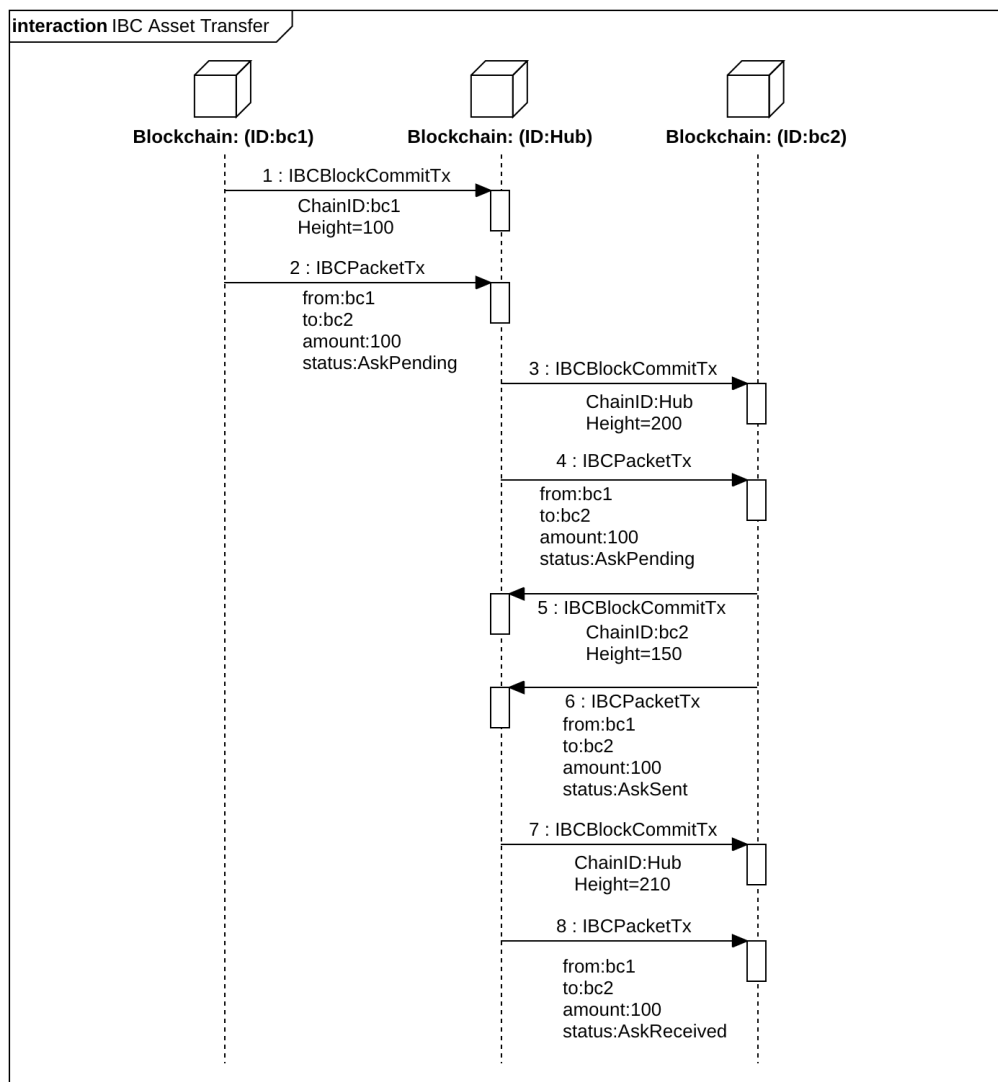 interaction IBC Asset Transfer
Blockchain: (ID:bc1)
Blockchain: (ID:Hub)
Blockchain: (ID:bc2)
1 : IBCBlockCommitTx
ChainID:bc1
Height=100
2 : IBCPacketTx
from:bc1
to:bc2
amount:100
status:AskPending
3 : IBCBlockCommitTx
ChainID:Hub
Height=200
4 : IBCPacketTx
from:bc1
to:bc2
amount:100
status:AskPending
5 : IBCBlockCommitTx
ChainID:bc2
Height=150
6 : IBCPacketTx
from:bc1
to:bc2
amount:100
status:AskSent
7 : IBCBlockCommitTx
ChainID:Hub
Height=210
8 : IBCPacketTx
from:bc1
to:bc2
amount:100
status:AskReceived